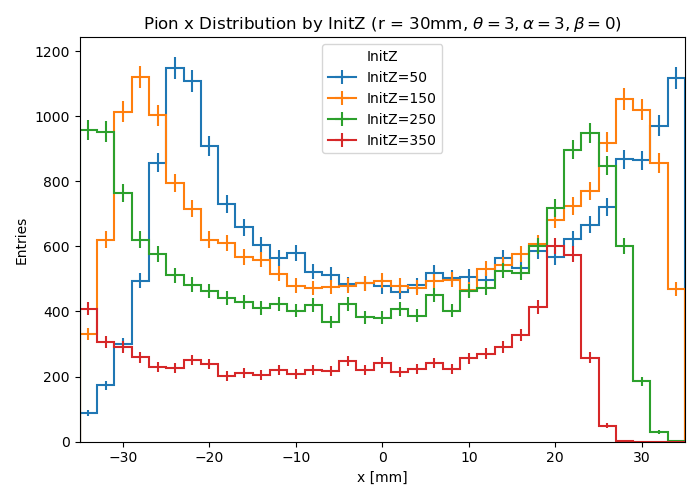 Pion x Distribution by InitZ (r = 30mm, θ = 3, α = 3, β = 0)
1200
1000
800
600
400
200
0
Entries
InitZ
InitZ=50
InitZ=150
InitZ=250
InitZ=350
−30 −20 −10 0 10 20 30
x [mm]